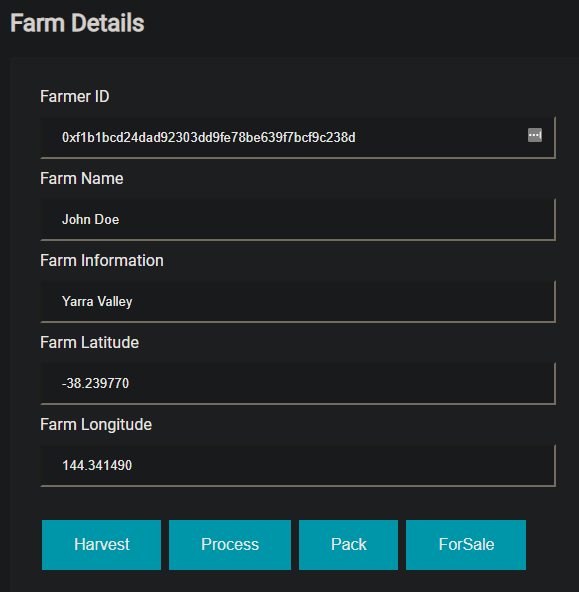 Farm Details
Farmer ID
0xf1b1bcd24dad92303dd9fe78be639f7bcf9c238d
Farm Name
John Doe
Farm Information
Yarra Valley
Farm Latitude
-38.239770
Farm Longitude
144.341490
Harvest Process Pack ForSale